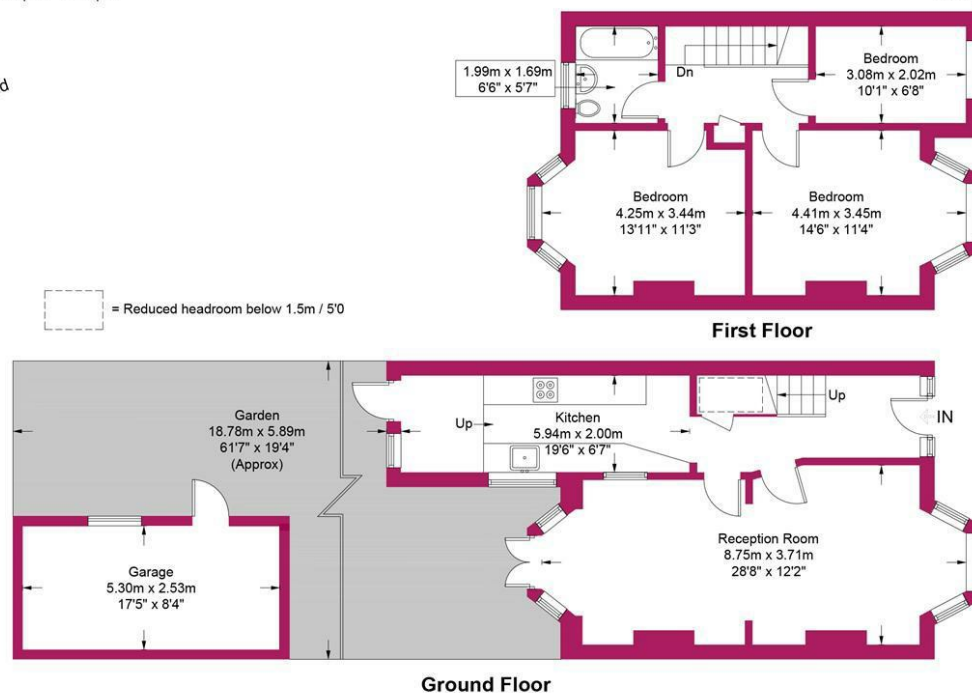 1.99m x 1.69m
6'6" x 5'7"
Dn
Bedroom
3.08m x 2.02m
10'1" x 6'8"
Bedroom
4.25m x 3.44m
13'11" x 11'3"
Bedroom
4.41m x 3.45m
14'6" x 11'4"
= Reduced headroom below 1.5m / 5'0
First Floor
Garden
18.78m x 5.89m
61'7" x 19'4"
(Approx)
Up
Kitchen
5.94m x 2.00m
19'6" x 6'7"
Up
IN
Garage
5.30m x 2.53m
17'5" x 8'4"
Reception Room
8.75m x 3.71m
28'8" x 12'2"
Ground Floor